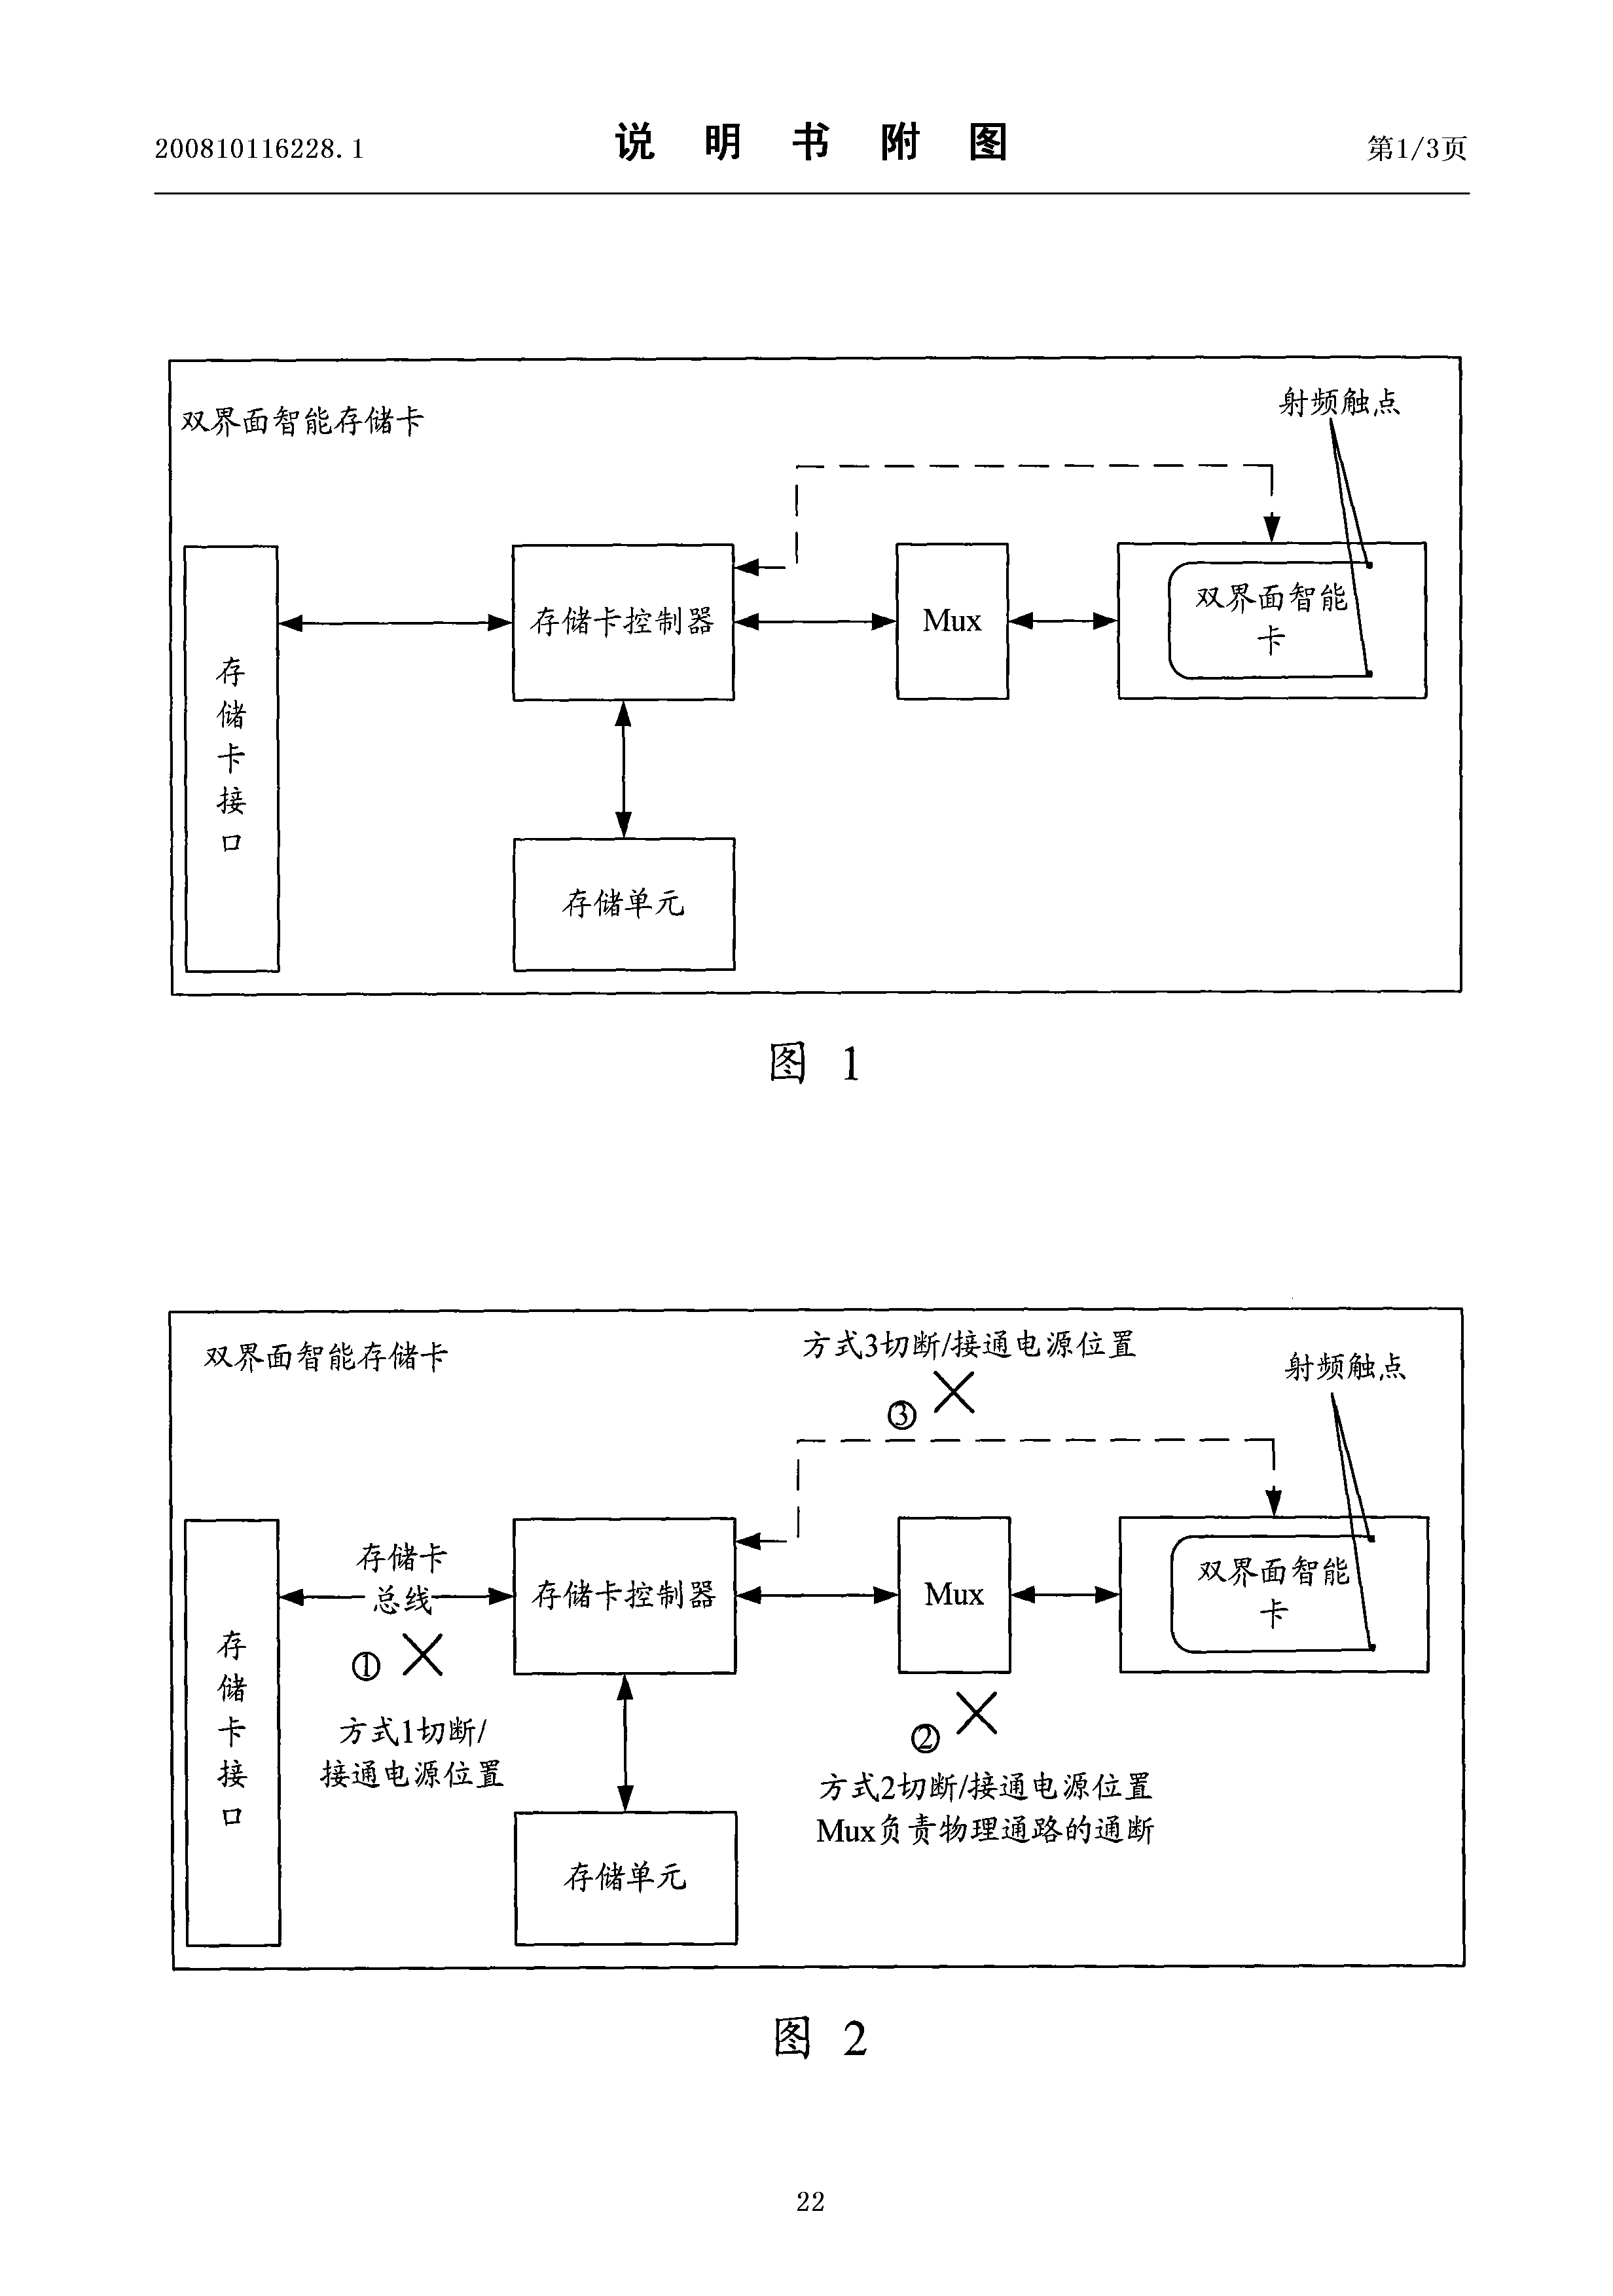 200810116228.1
说明书附图
第1/3页
双界面智能存储卡
射频触点
存储卡接口
存储卡控制器
Mux
双界面智能
卡
存储单元
图 1
双界面智能存储卡
方式3切断/接通电源位置
③
射频触点
存储卡接口
存储卡
总线
①
方式1切断/
接通电源位置
存储卡控制器
Mux
双界面智能
卡
②
方式2切断/接通电源位置
Mux负责物理通路的通断
存储单元
图 2
22